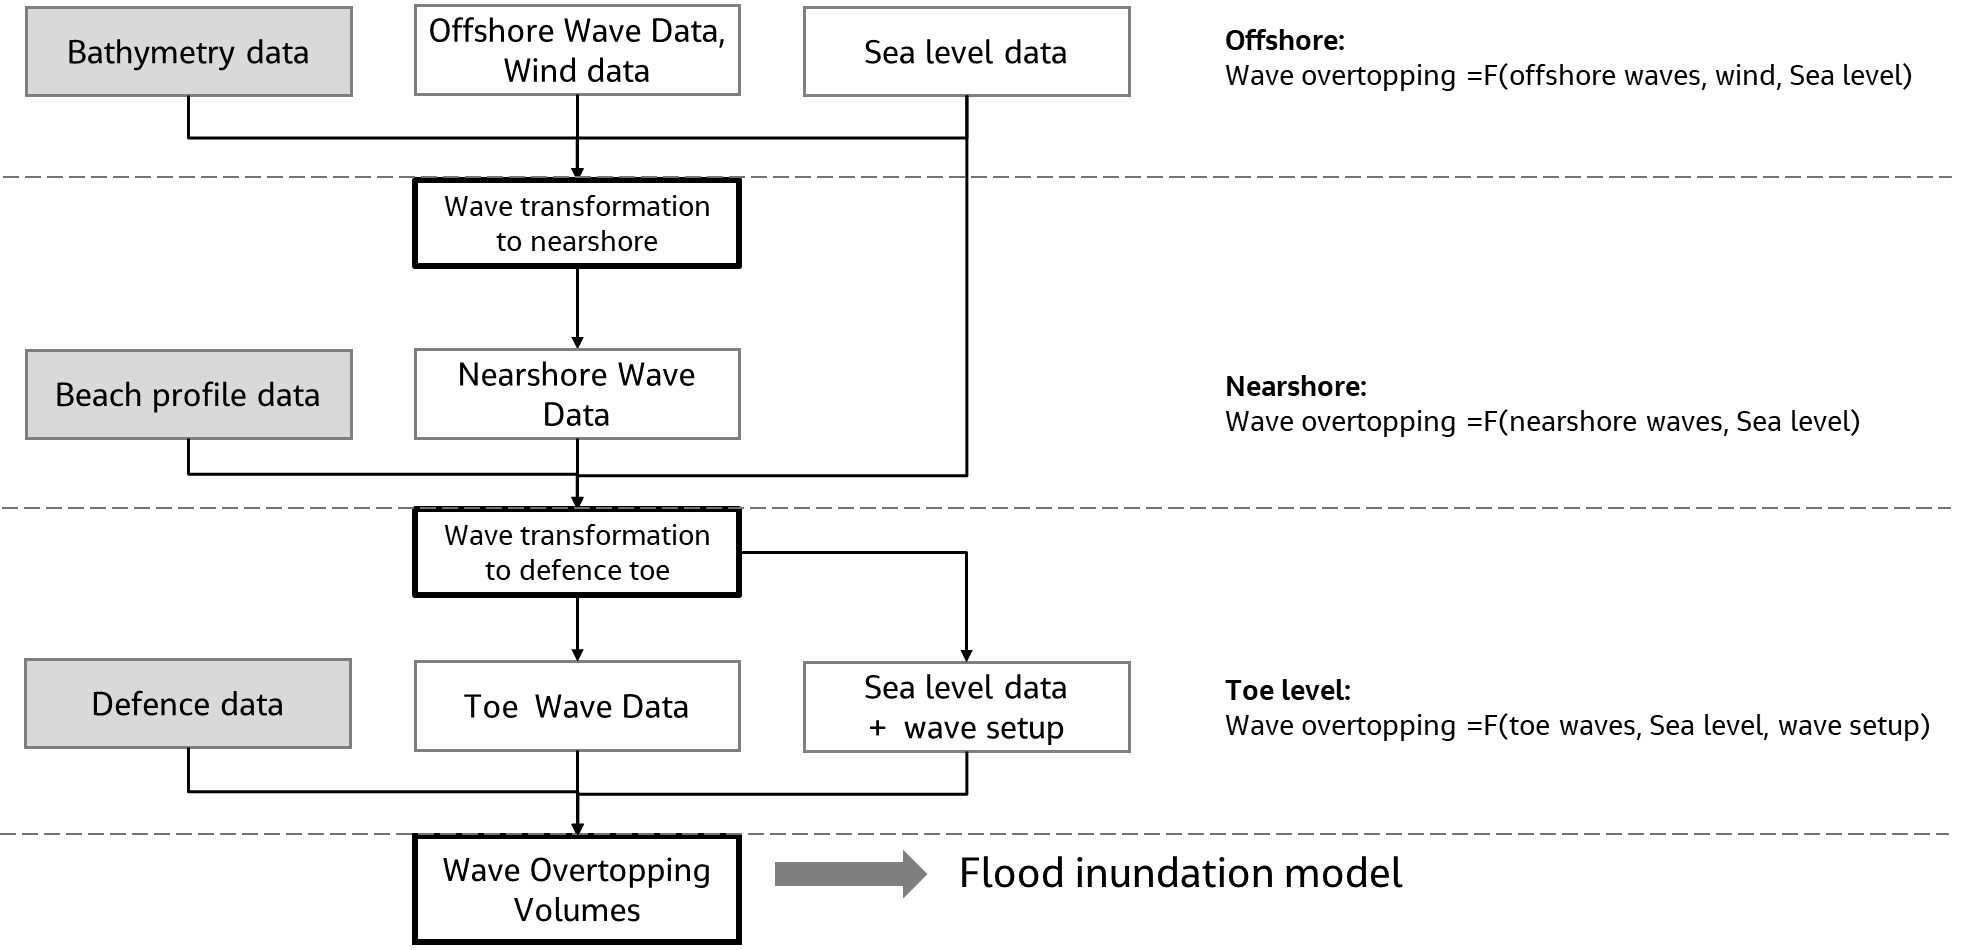 Bathymetry data
Offshore Wave Data,
Wind data
Sea level data
Offshore:
Wave overtopping =F(offshore waves, wind, Sea level)
Wave transformation
to nearshore
Beach profile data
Nearshore Wave
Data
Nearshore:
Wave overtopping =F(nearshore waves, Sea level)
Wave transformation
to defence toe
Defence data
Toe Wave Data
Sea level data
+ wave setup
Toe level:
Wave overtopping =F(toe waves, Sea level, wave setup)
Wave Overtopping
Volumes
Flood inundation model